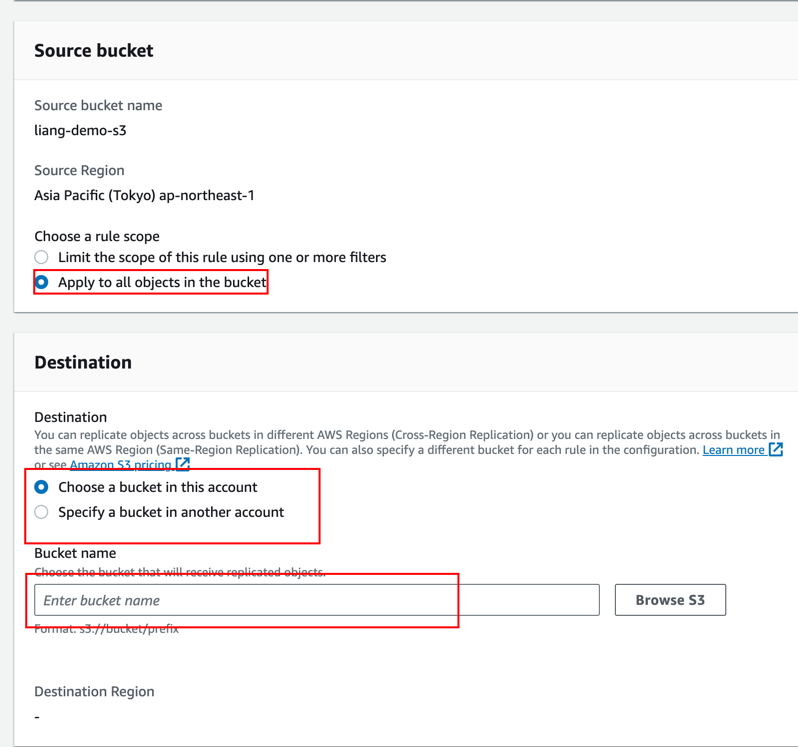 Source bucket
Source bucket name
liang-demo-s3
Source Region
Asia Pacific (Tokyo) ap-northeast-1
Choose a rule scope
Limit the scope of this rule using one or more filters
Apply to all objects in the bucket
Destination
Destination
You can replicate objects across buckets in different AWS Regions (Cross-Region Replication) or you can replicate objects across buckets in
the same AWS Region (Same-Region Replication). You can also specify a different bucket for each rule in the configuration. Learn more
or see Amazon S3 pricing
Choose a bucket in this account
Specify a bucket in another account
Bucket name
Choose the bucket that will receive replicated objects.
Enter bucket name
Browse S3
Format: s3://bucket/prefix
Destination Region
-